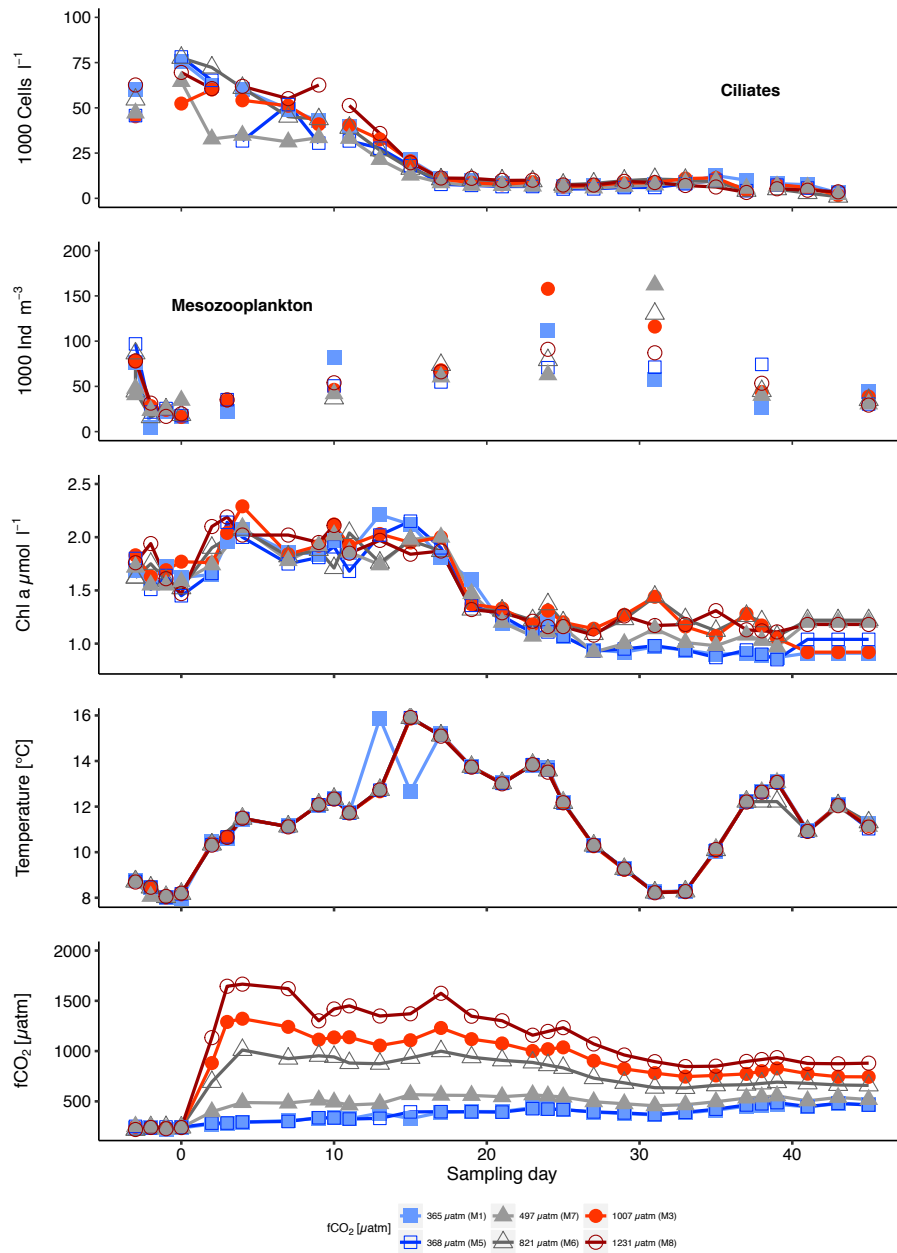 100
75
50
25
0
1000 Cells l⁻¹
Ciliates
200
150
100
50
0
1000 Ind m⁻³
Mesozooplankton
2.5
2.0
1.5
1.0
Chl a µmol l⁻¹
16
14
12
10
8
Temperature [°C]
2000
1500
1000
500
fCO₂ [µatm]
0 10 20 30 40
Sampling day
fCO₂ [µatm]
365 µatm (M1) 497 µatm (M7) 1007 µatm (M3)
368 µatm (M5) 821 µatm (M6) 1231 µatm (M8)